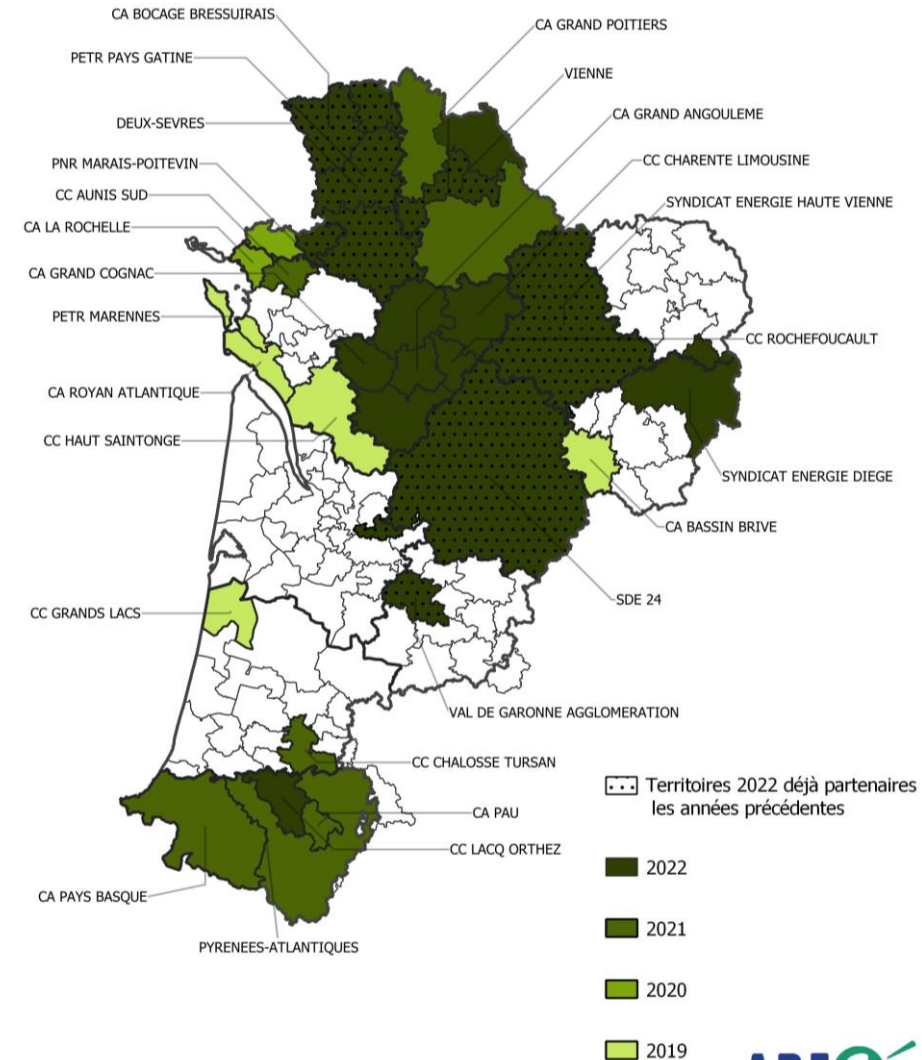 CA BOCAGE BRESSUIRAIS
CA GRAND POITIERS
PETR PAYS GATINE
VIENNE
CA GRAND ANGOULEME
DEUX-SEVRES
CC CHARENTE LIMOUSINE
PNR MARAIS-POITEVIN
CC AUNIS SUD
SYNDICAT ENERGIE HAUTE VIENNE
CA LA ROCHELLE
CA GRAND COGNAC
PETR MARENNES
CC ROCHEFOUCAULT
CA ROYAN ATLANTIQUE
CC HAUT SAINTONGE
SYNDICAT ENERGIE DIEGE
CA BASSIN BRIVE
SDE 24
CC GRANDS LACS
VAL DE GARONNE AGGLOMERATION
CC CHALOSSE TURSAN
CA PAU
CC LACQ ORTHEZ
CA PAYS BASQUE
PYRENEES-ATLANTIQUES
Territoires 2022 déjà partenaires
les années précédentes
2022
2021
2020
2019